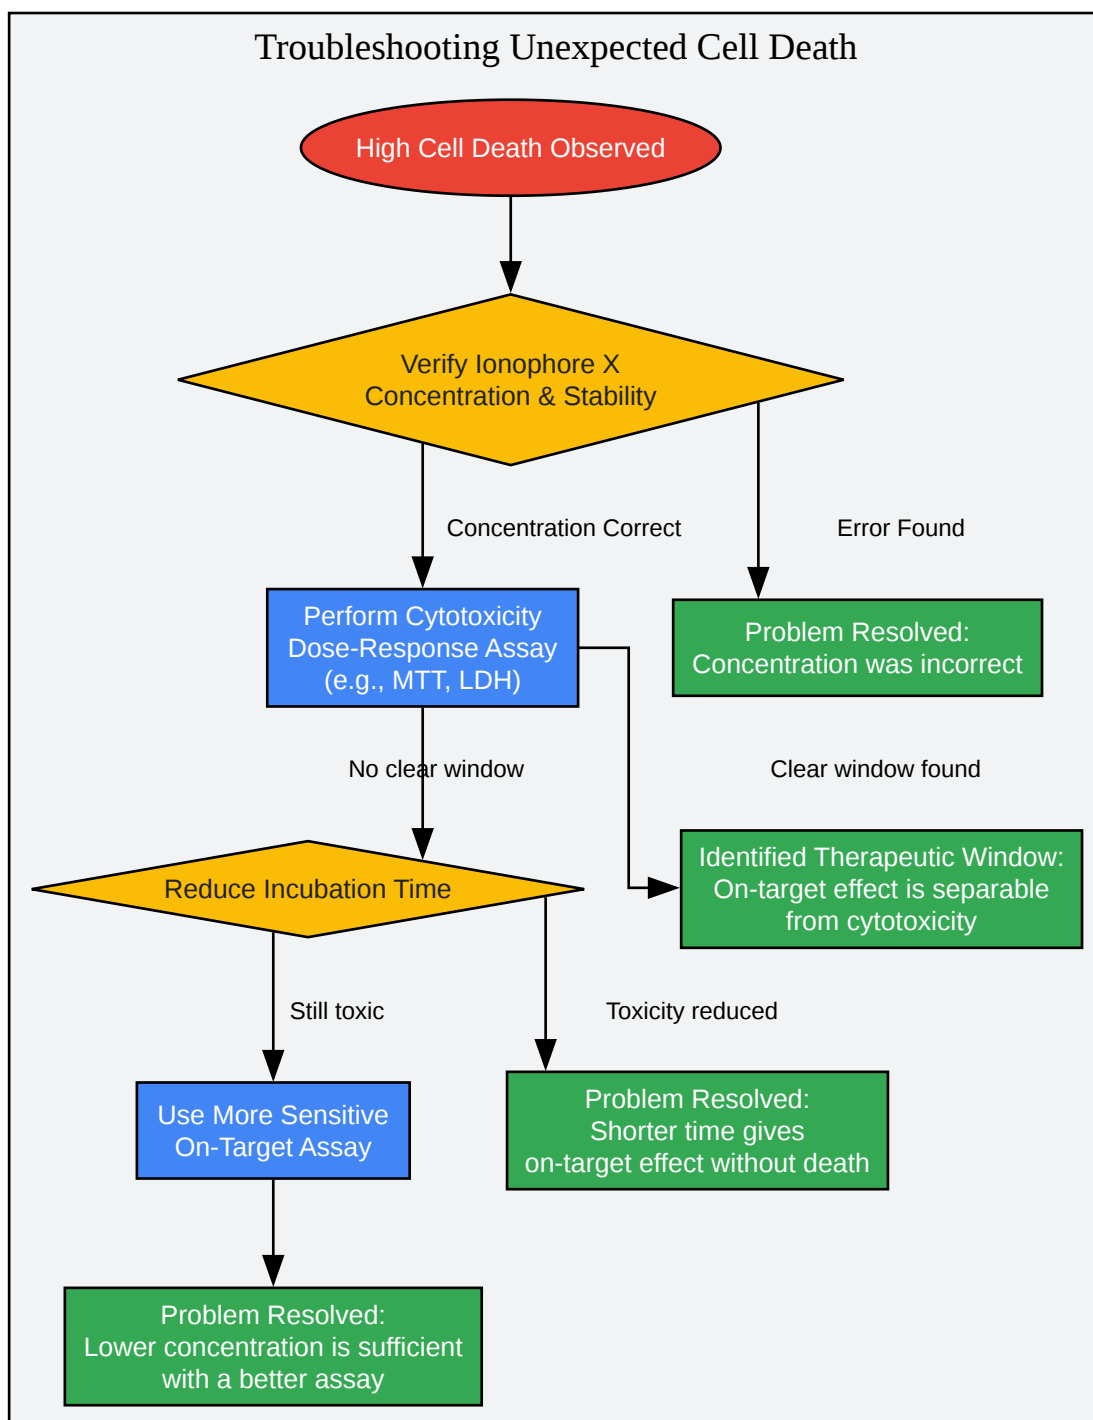 Troubleshooting Unexpected Cell Death
High Cell Death Observed
Verify Ionophore X
Concentration & Stability
Concentration Correct
Error Found
Perform Cytotoxicity
Dose-Response Assay
(e.g., MTT, LDH)
Problem Resolved:
Concentration was incorrect
No clear window
Clear window found
Reduce Incubation Time
Identified Therapeutic Window:
On-target effect is separable
from cytotoxicity
Still toxic
Toxicity reduced
Use More Sensitive
On-Target Assay
Problem Resolved:
Shorter time gives
on-target effect without death
Problem Resolved:
Lower concentration is sufficient
with a better assay